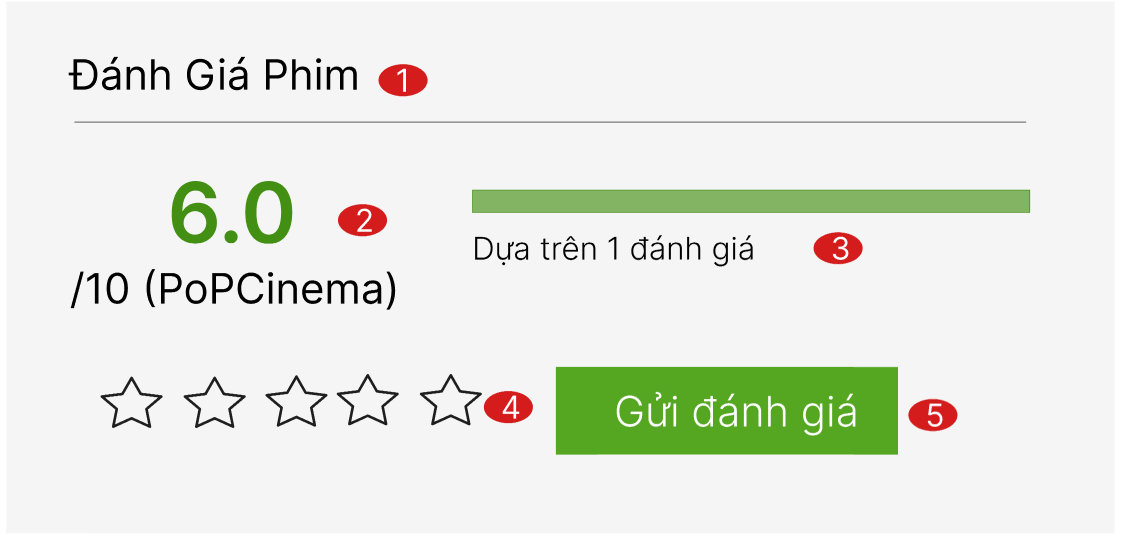 Đánh Giá Phim 1
6.0 2
/10 (PoPCinema)
Dựa trên 1 đánh giá 3
4
Gửi đánh giá 5